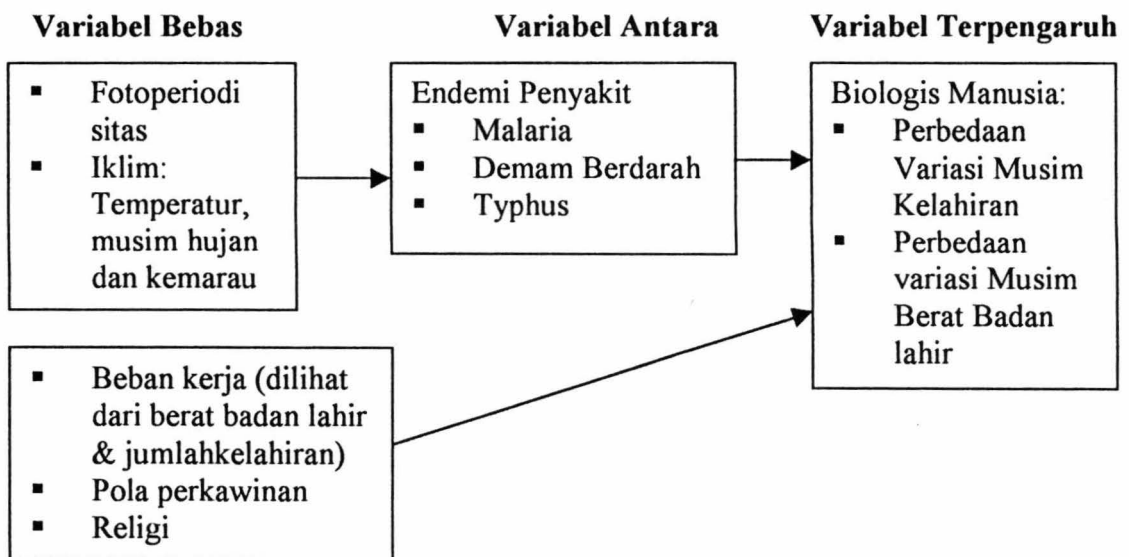 Variabel Bebas
Variabel Antara
Variabel Terpengaruh
▪ Fotoperiodi
sitas
▪ Iklim:
Temperatur,
musim hujan
dan kemarau
Endemi Penyakit
▪ Malaria
▪ Demam Berdarah
▪ Typhus
Biologis Manusia:
▪ Perbedaan
Variasi Musim
Kelahiran
▪ Perbedaan
variasi Musim
Berat Badan
lahir
▪ Beban kerja (dilihat
dari berat badan lahir
& jumlahkelahiran)
▪ Pola perkawinan
▪ Religi